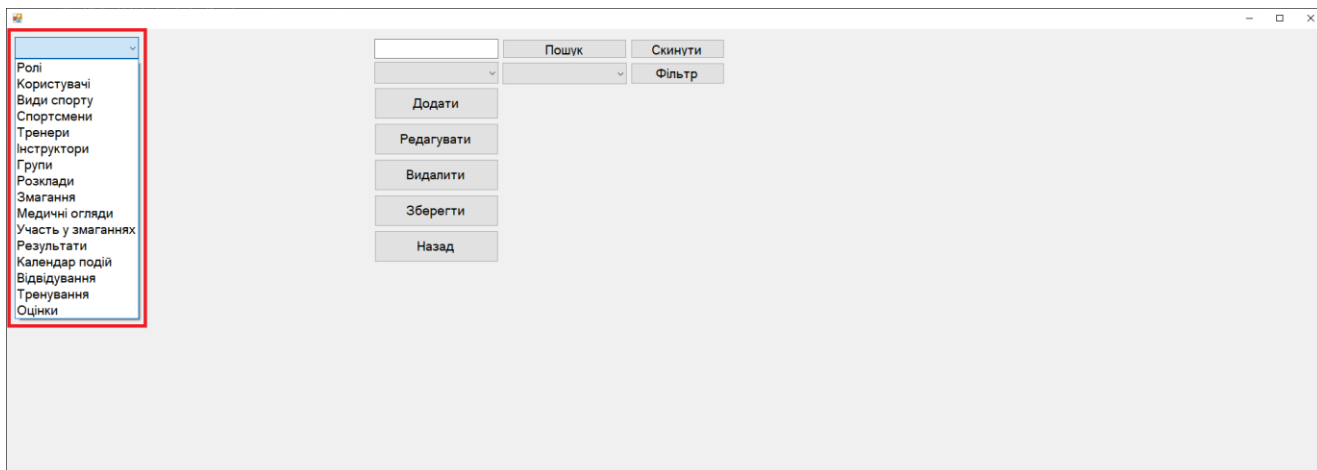 Пошук Скинути
Фільтр
Ролі
Користувачі
Види спорту
Спортсмени
Тренери
Інструктори
Групи
Розклади
Змагання
Медичні огляди
Участь у змаганнях
Результати
Календар подій
Відвідування
Тренування
Оцінки
Додати
Редагувати
Видалити
Зберегти
Назад